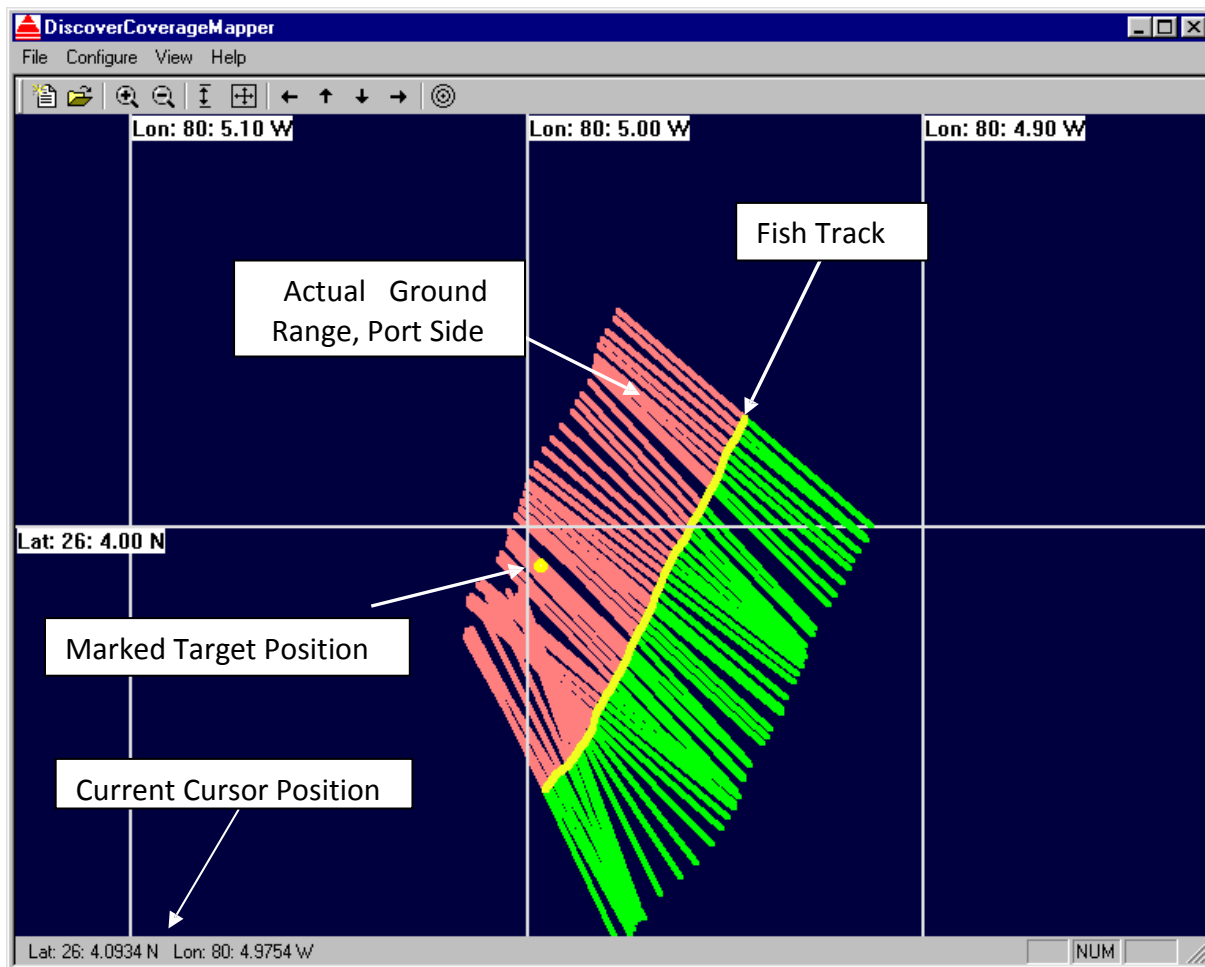 DiscoverCoverageMapper
File Configure View Help
Lon: 80: 5.10 W
Lon: 80: 5.00 W
Lon: 80: 4.90 W
Fish Track
Actual Ground
Range, Port Side
Lat: 26: 4.00 N
Marked Target Position
Current Cursor Position
Lat: 26: 4.0934 N Lon: 80: 4.9754 W
NUM